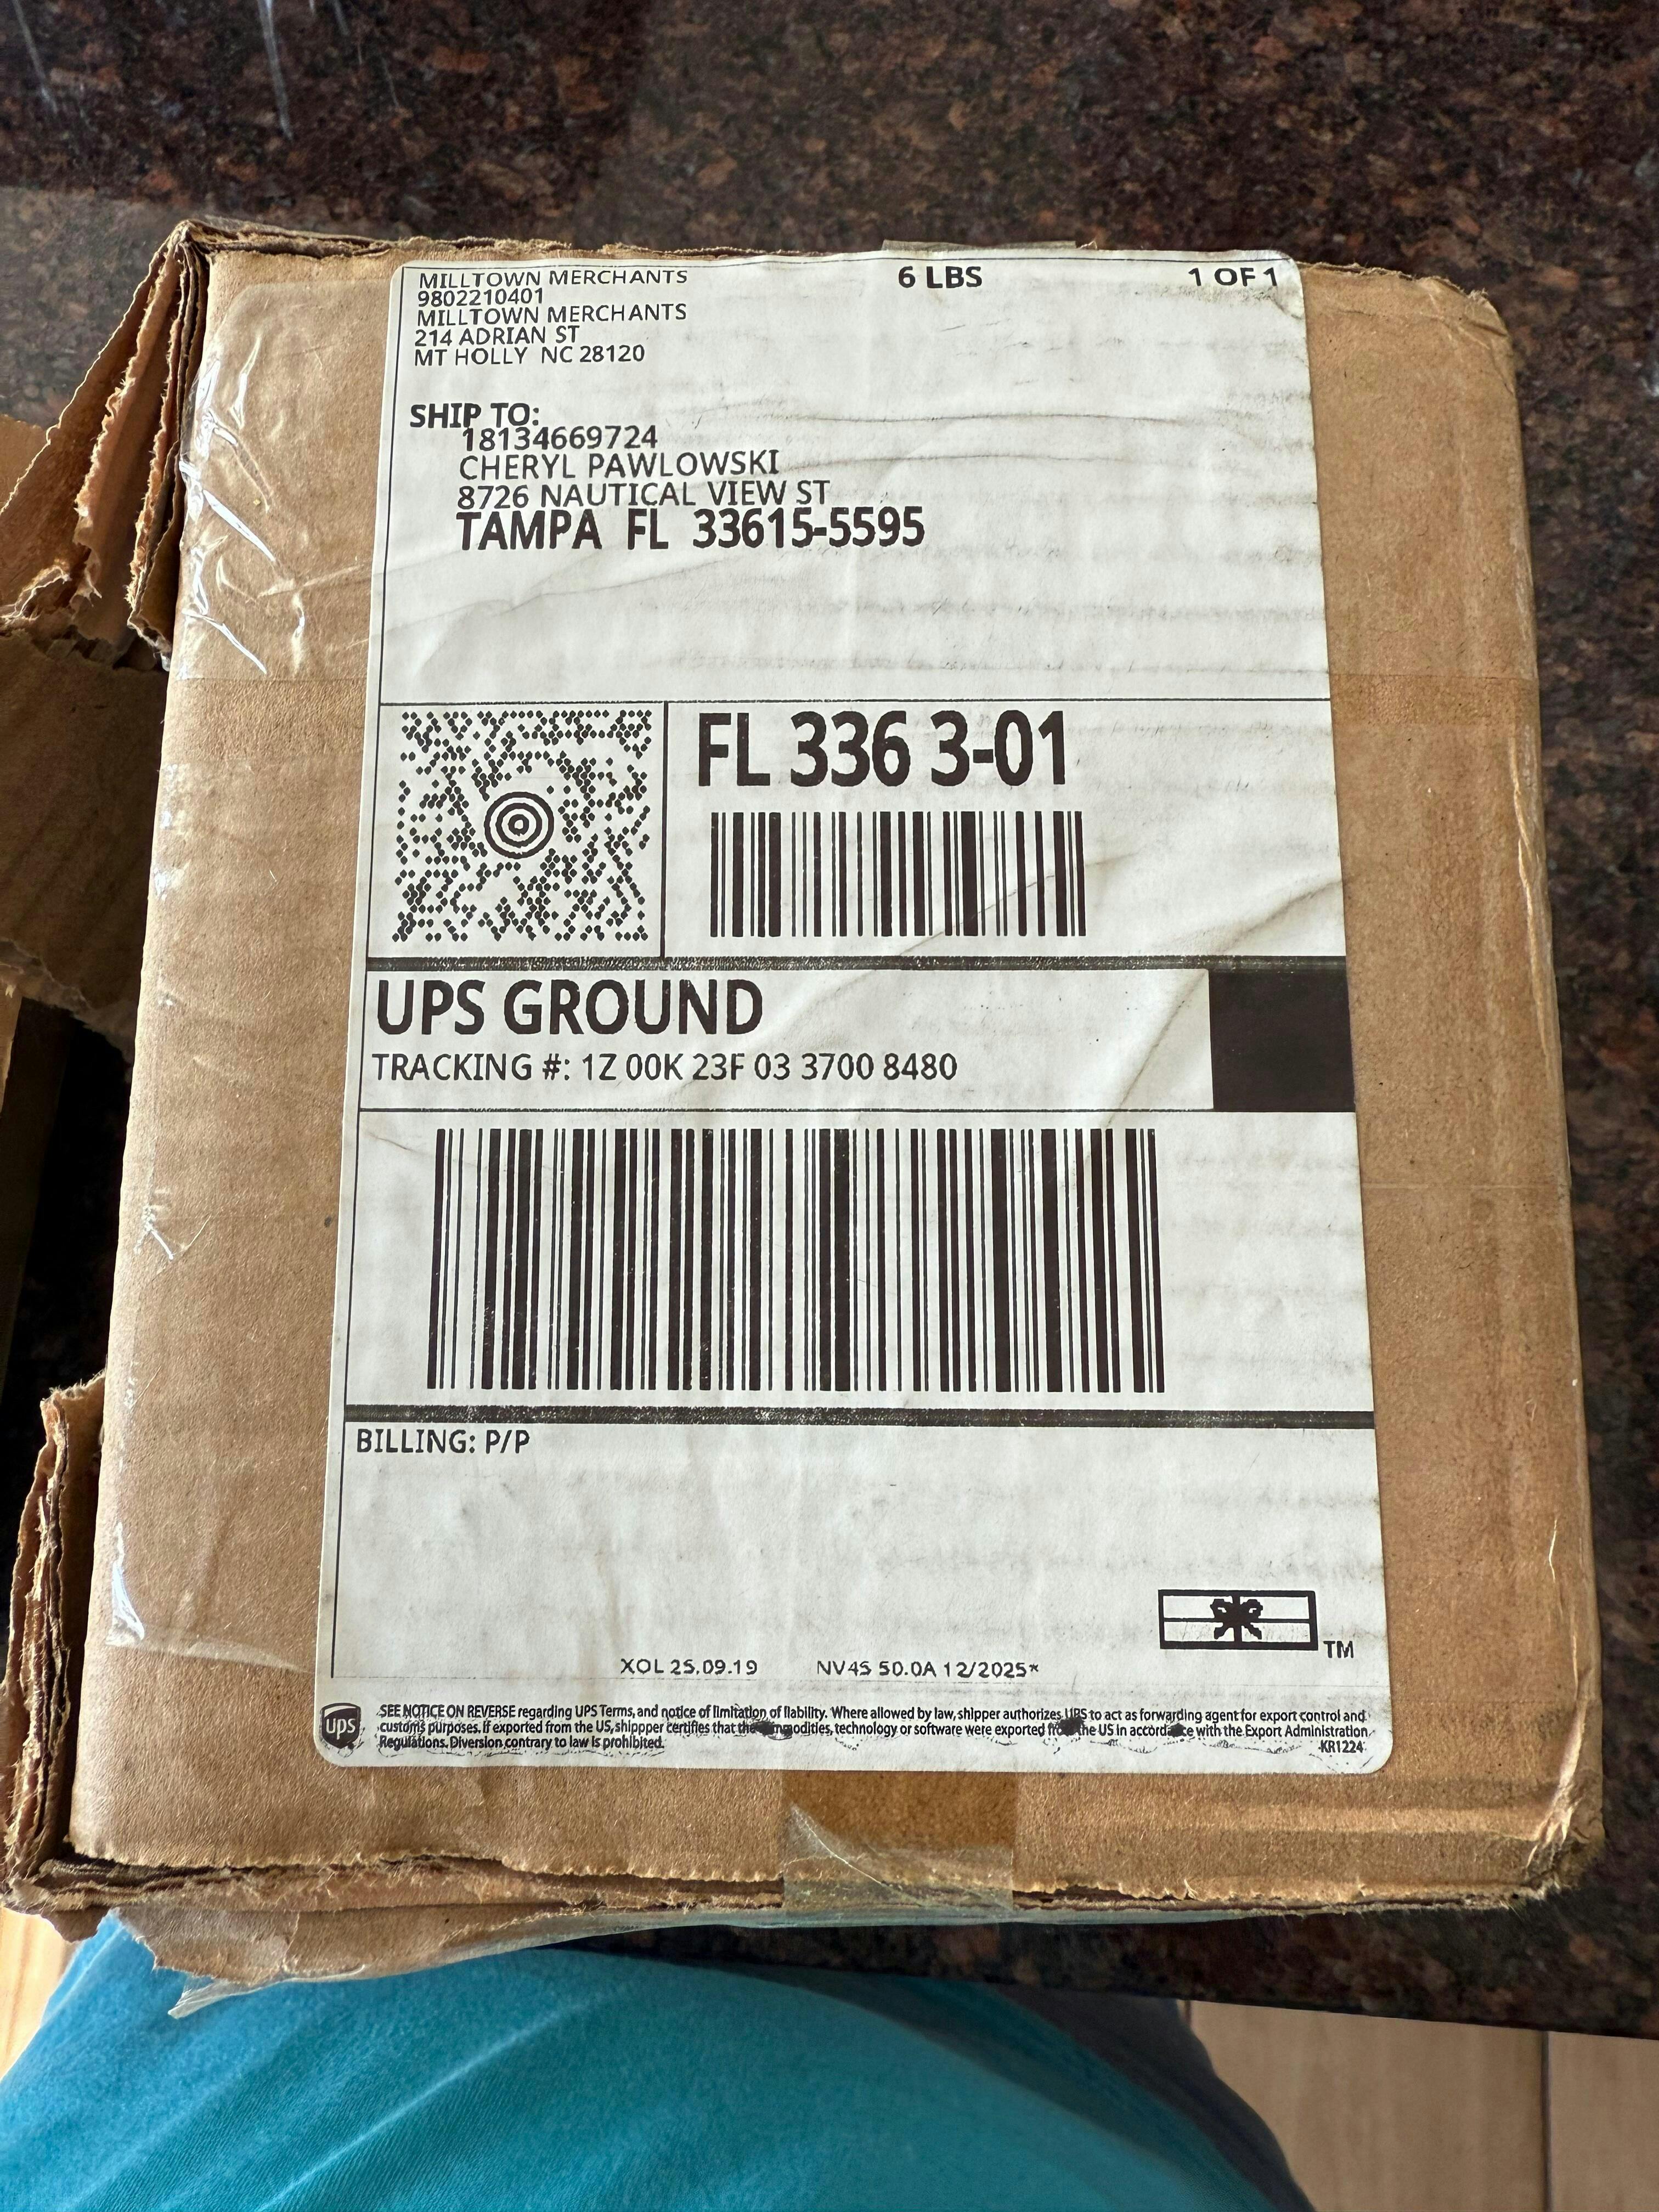 MILLTOWN MERCHANTS
9802210401
MILLTOWN MERCHANTS
214 ADRIAN ST
MT HOLLY NC 28120
6 LBS
1 OF 1
SHIP TO:
18134669724
CHERYL PAWLOWSKI
8726 NAUTICAL VIEW ST
TAMPA FL 33615-5595
FL 336 3-01
UPS GROUND
TRACKING #: 1Z 00K 23F 03 3700 8480
BILLING: P/P
TM
XOL 25.09.19 NV45 50.0A 12/2025*
UPS
SEE NOTICE ON REVERSE regarding UPS Terms, and notice of limitation of liability. Where allowed by law, shipper authorizes UPS to act as forwarding agent for export control and
customs purposes. If exported from the US, shippper certifies that the commodities, technology or software were exported from the US in accordance with the Export Administration
Regulations. Diversion contrary to law is prohibited.
KR1224